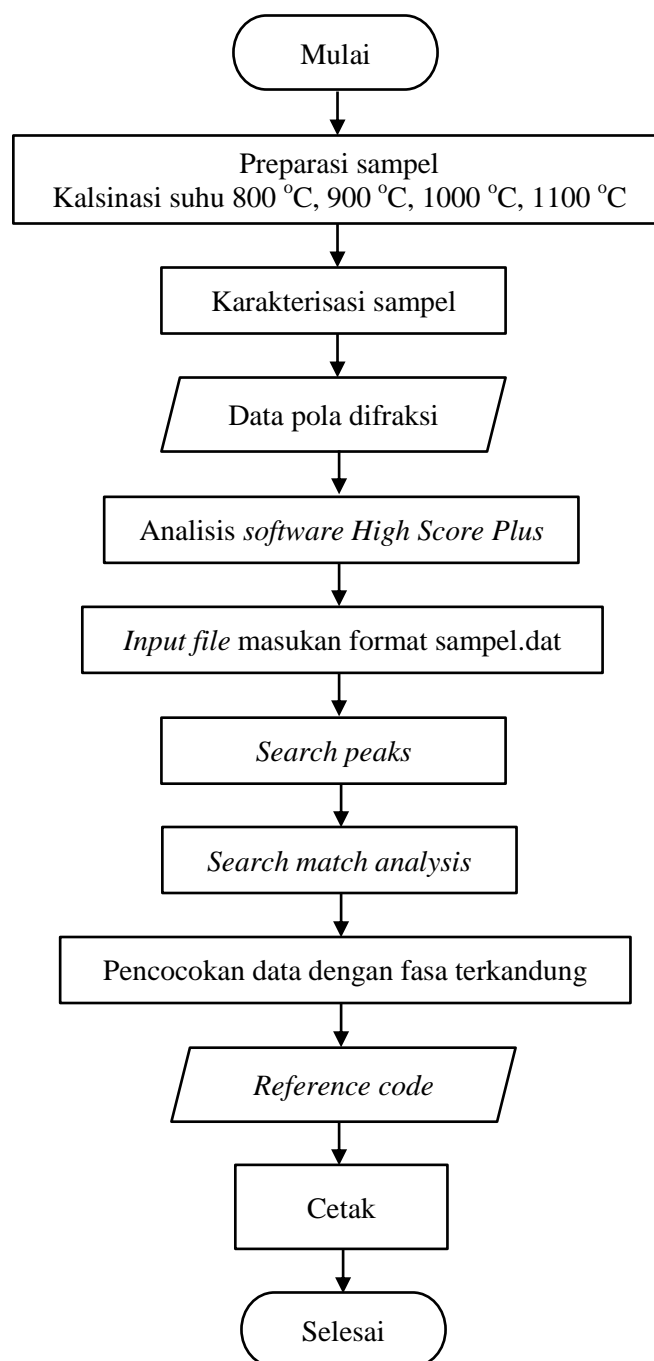 Mulai
Preparasi sampel
Kalsinasi suhu 800 °C, 900 °C, 1000 °C, 1100 °C
Karakterisasi sampel
Data pola difraksi
Analisis software High Score Plus
Input file masukan format sampel.dat
Search peaks
Search match analysis
Pencocokan data dengan fasa terkandung
Reference code
Cetak
Selesai